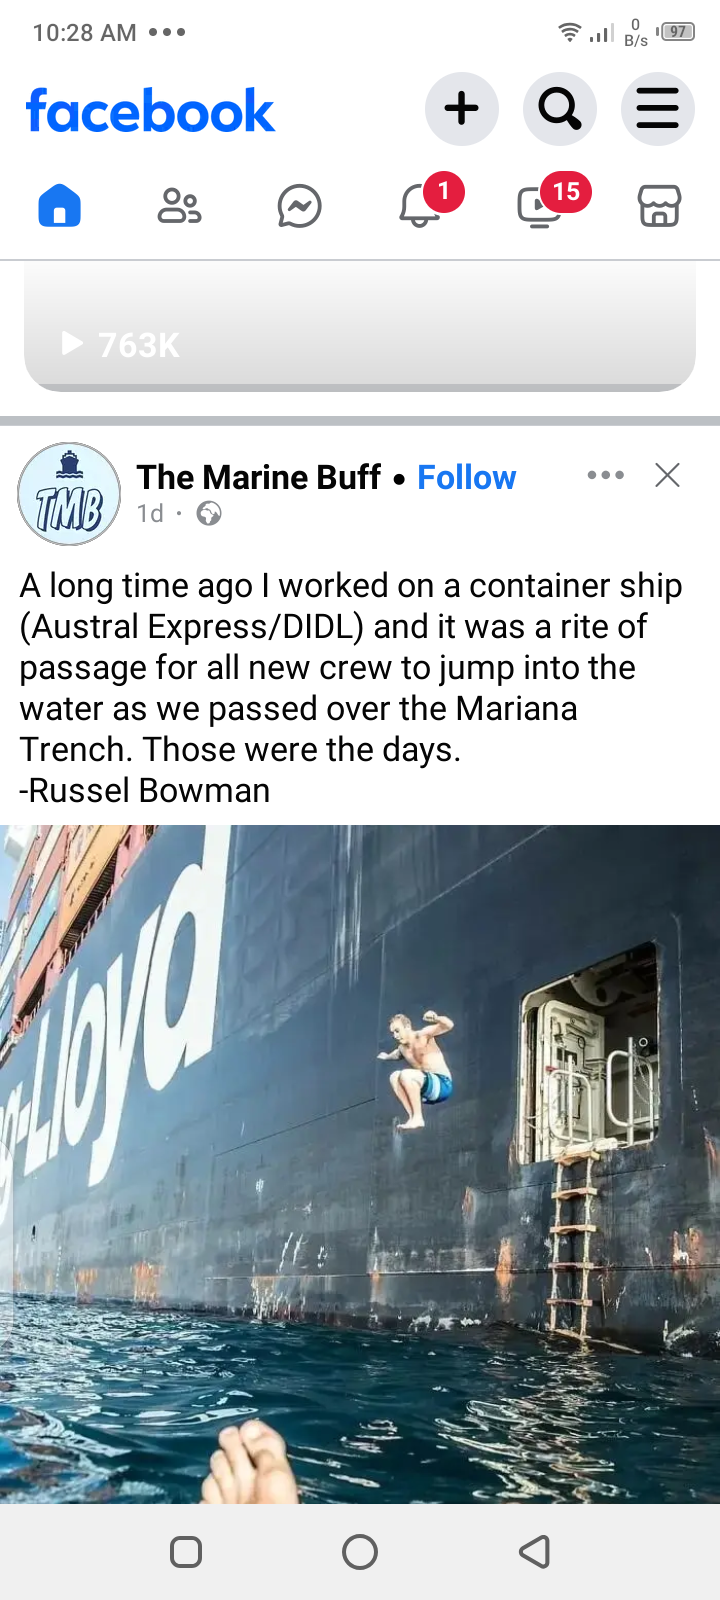 10:28 AM
0
B/s
97
facebook
1
15
763K
TMB
The Marine Buff • Follow
1d
A long time ago I worked on a container ship
(Austral Express/DIDL) and it was a rite of
passage for all new crew to jump into the
water as we passed over the Mariana
Trench. Those were the days.
-Russel Bowman
g-Lloyd